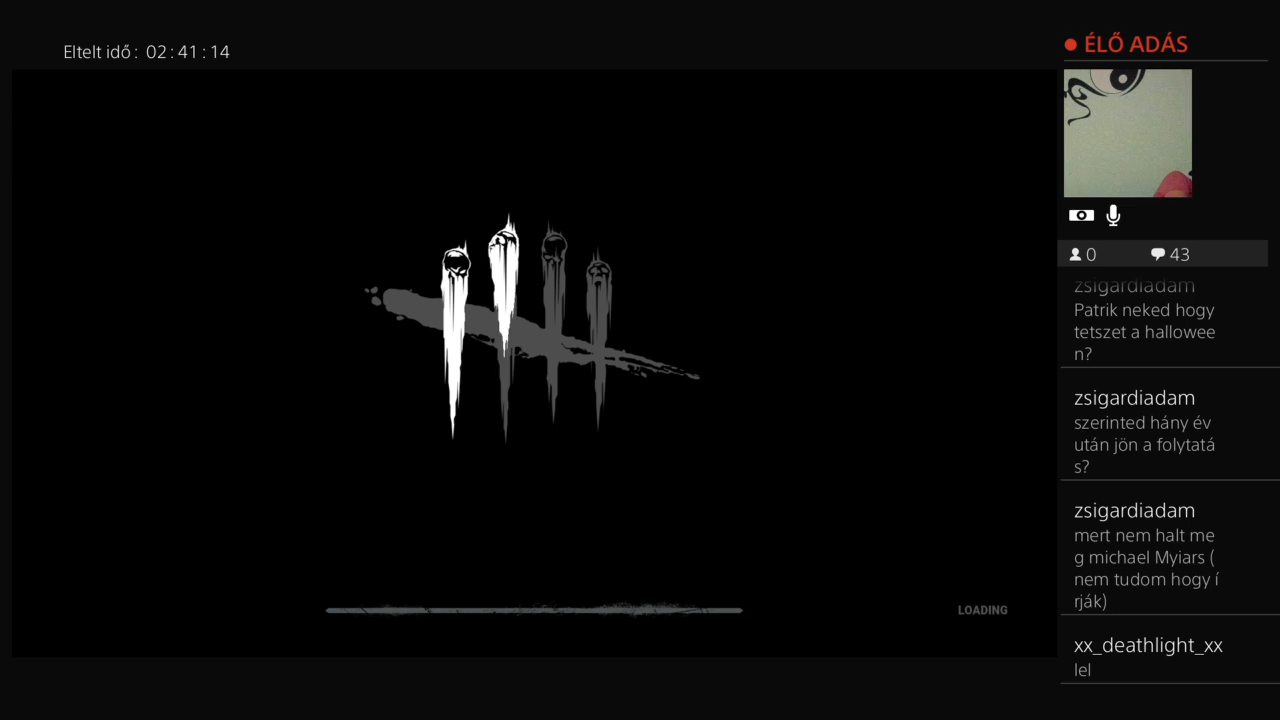 Eltelt idő : 02 : 41 : 14
ÉLŐ ADÁS
0
43
zsigardiadam
Patrik neked hogy
tetszet a hallowee
n?
zsigardiadam
szerinted hány év
után jön a folytatá
s?
zsigardiadam
mert nem halt me
g michael Myiars (
nem tudom hogy í
rják)
xx_deathlight_xx
lel
LOADING